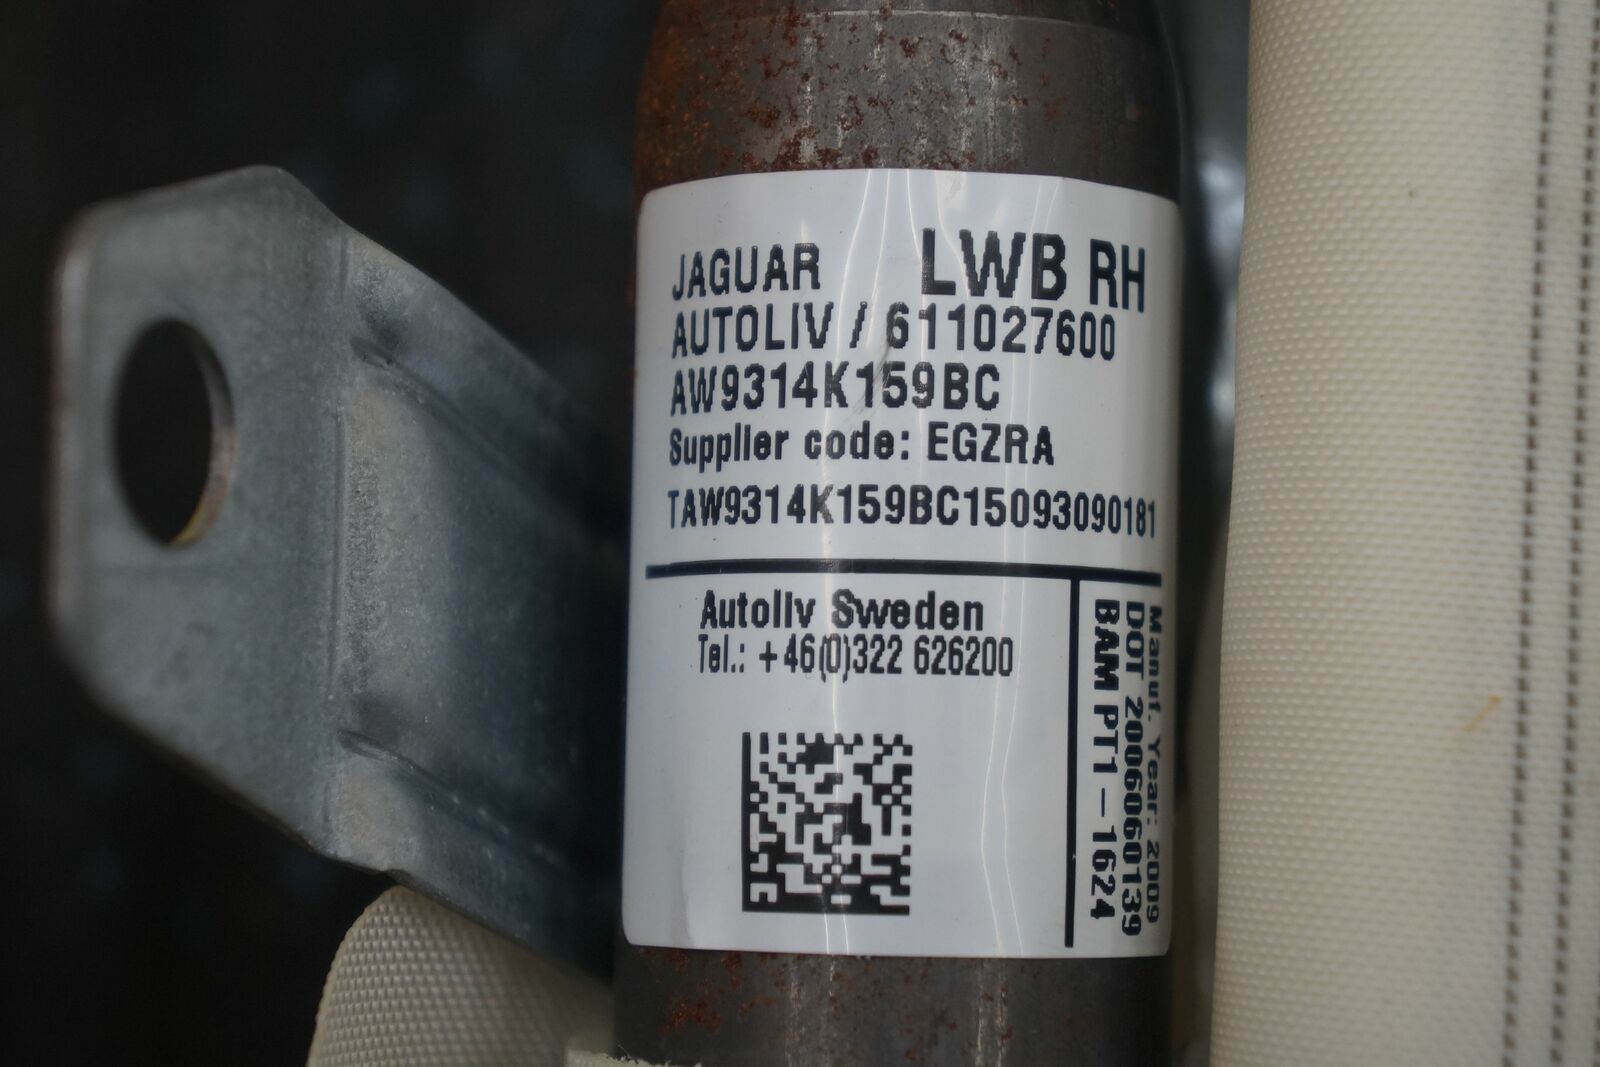 JAGUAR LWB RH
AUTOLIV / 611027600
AW9314K159BC
Supplier code: EGZRA
TAW9314K159BC15093090181
Autoliv Sweden
Tel.: +46(0)322 626200
Manuf. Year: 2009
DOT 2006060139
BAM PT1 – 1624